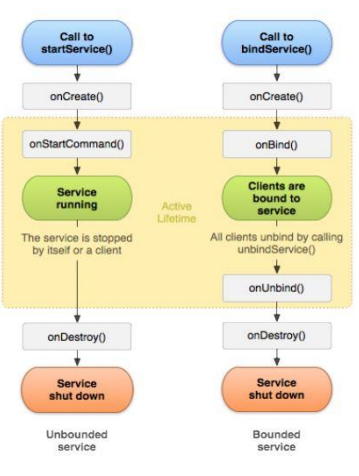 Call to
startService()
Call to
bindService()
onCreate()
onCreate()
onStartCommand()
onBind()
Service
running
Active
Lifetime
Clients are
bound to
service
The service is stopped
by itself or a client
All clients unbind by calling
unbindService()
onUnbind()
onDestroy()
onDestroy()
Service
shut down
Service
shut down
Unbounded
service
Bounded
service